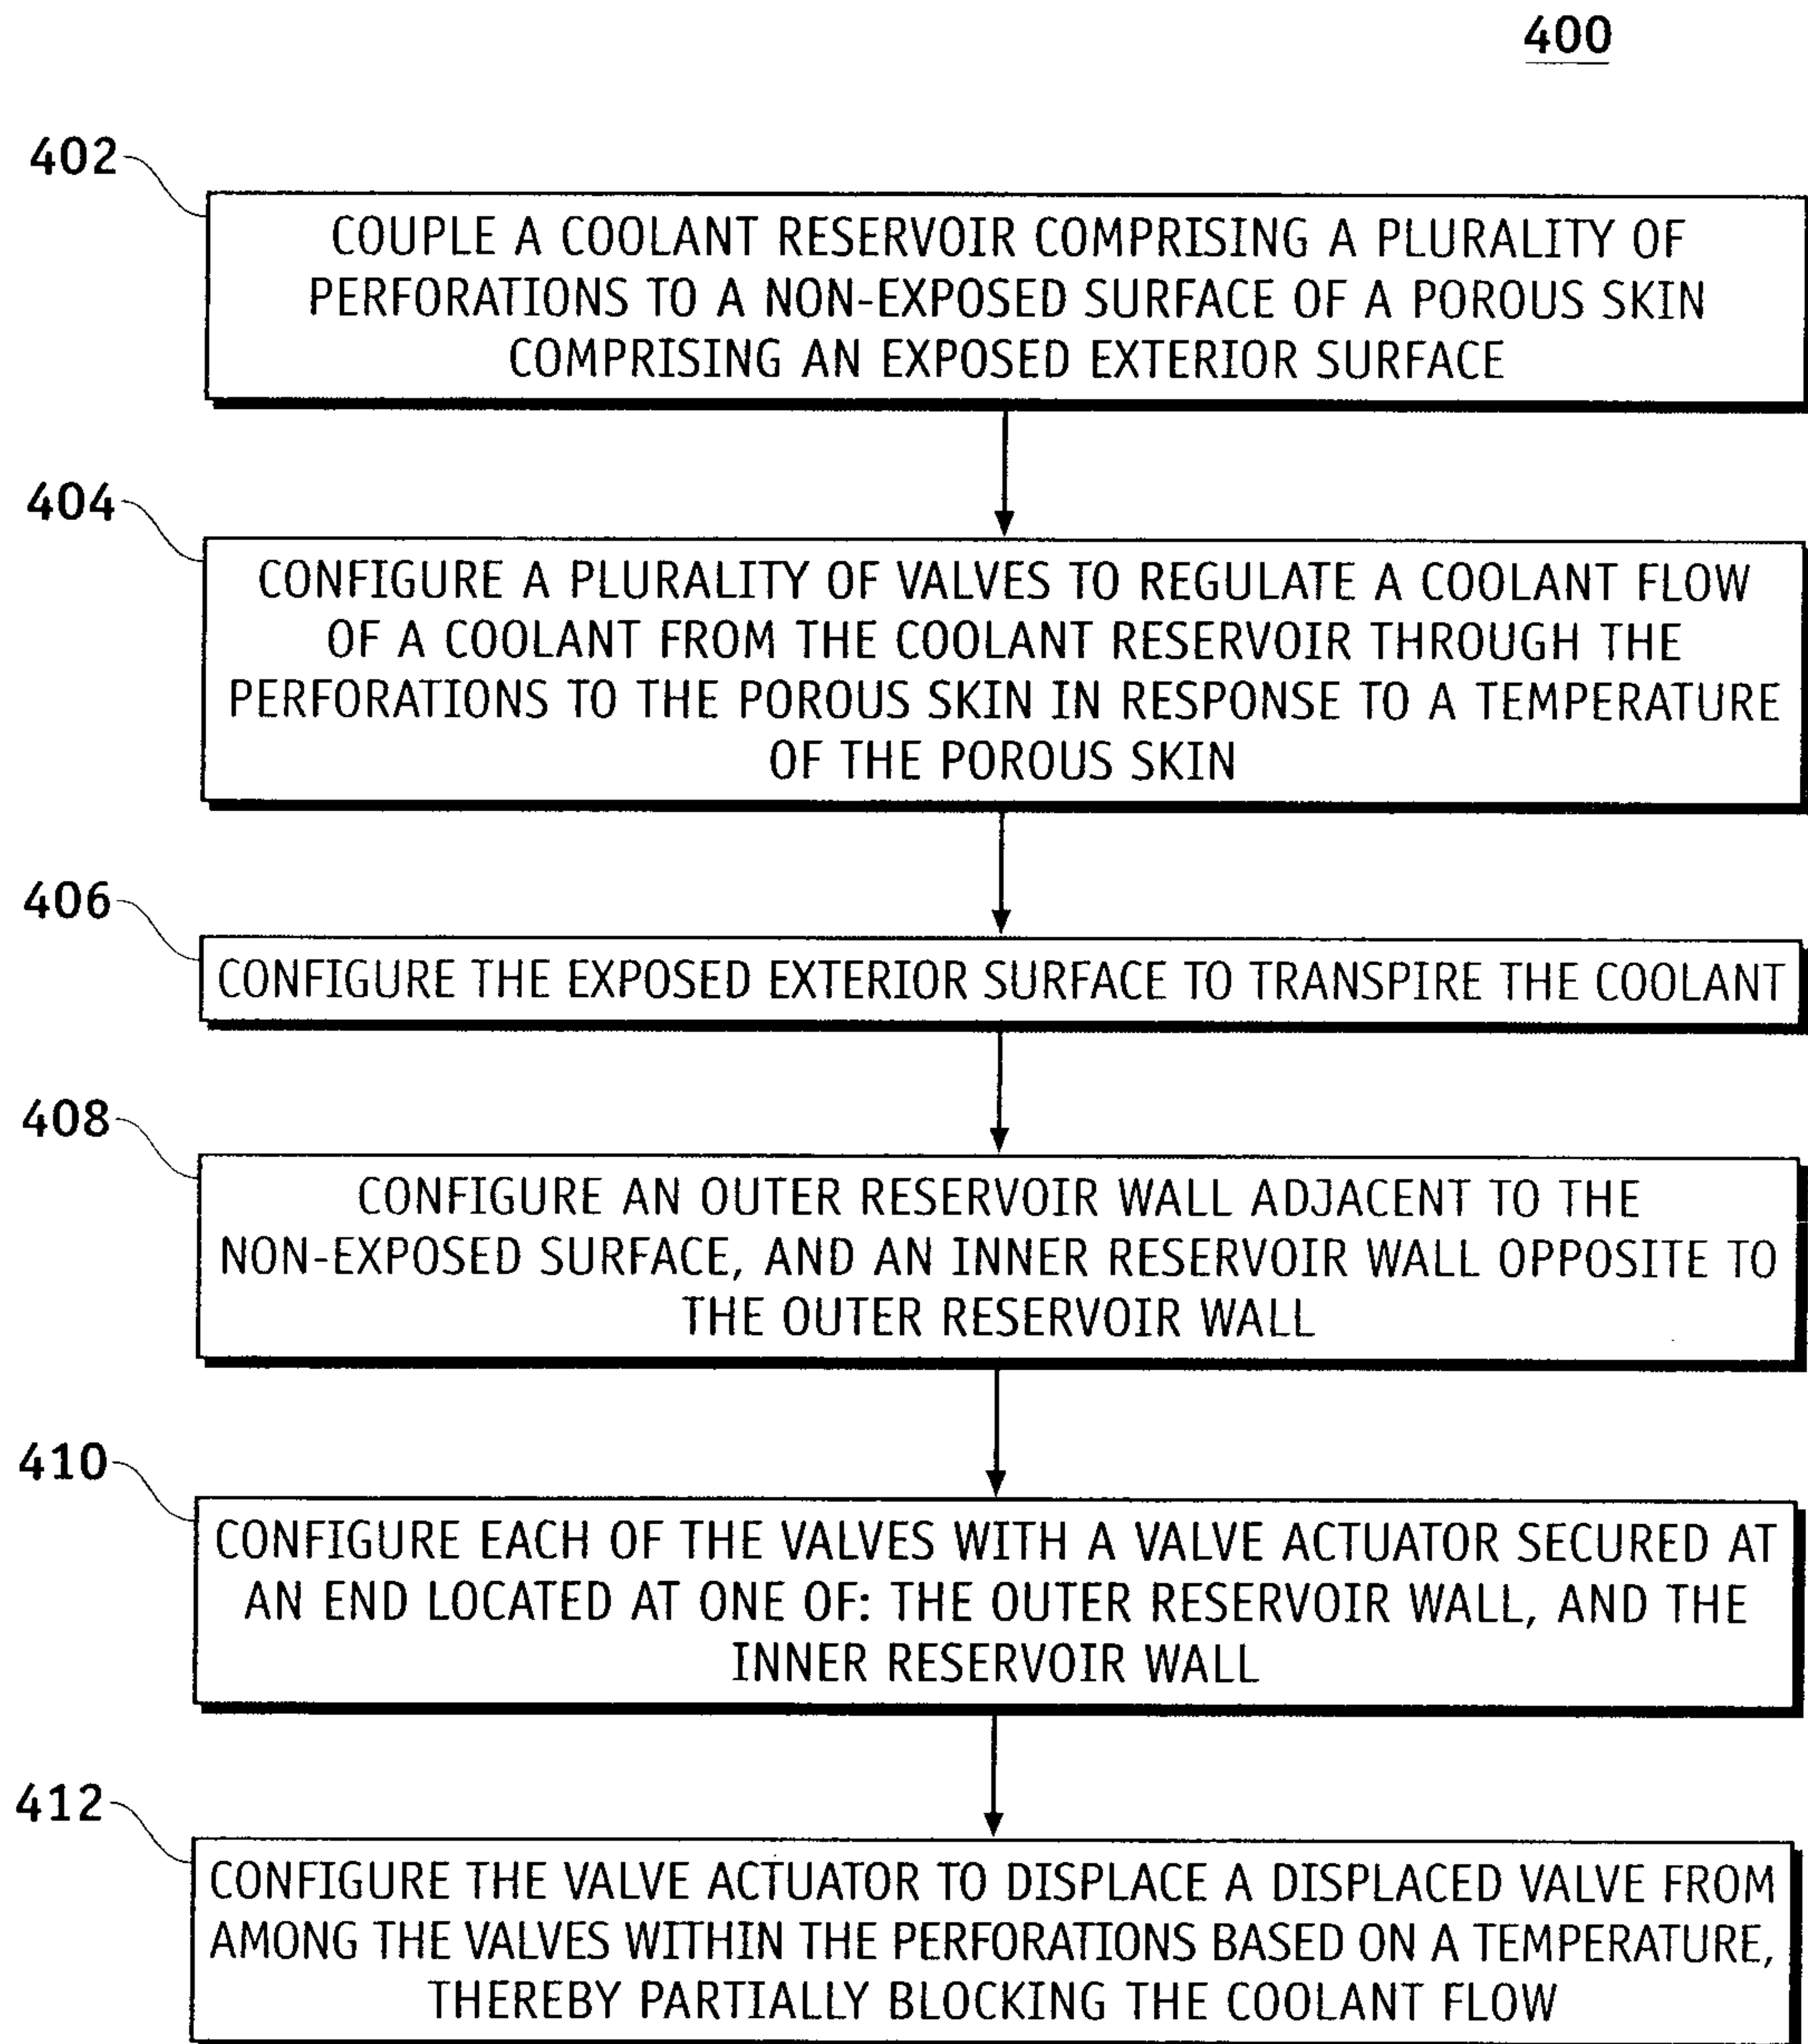 400
402
COUPLE A COOLANT RESERVOIR COMPRISING A PLURALITY OF
PERFORATIONS TO A NON-EXPOSED SURFACE OF A POROUS SKIN
COMPRISING AN EXPOSED EXTERIOR SURFACE
404
CONFIGURE A PLURALITY OF VALVES TO REGULATE A COOLANT FLOW
OF A COOLANT FROM THE COOLANT RESERVOIR THROUGH THE
PERFORATIONS TO THE POROUS SKIN IN RESPONSE TO A TEMPERATURE
OF THE POROUS SKIN
406
CONFIGURE THE EXPOSED EXTERIOR SURFACE TO TRANSPIRE THE COOLANT
408
CONFIGURE AN OUTER RESERVOIR WALL ADJACENT TO THE
NON-EXPOSED SURFACE, AND AN INNER RESERVOIR WALL OPPOSITE TO
THE OUTER RESERVOIR WALL
410
CONFIGURE EACH OF THE VALVES WITH A VALVE ACTUATOR SECURED AT
AN END LOCATED AT ONE OF: THE OUTER RESERVOIR WALL, AND THE
INNER RESERVOIR WALL
412
CONFIGURE THE VALVE ACTUATOR TO DISPLACE A DISPLACED VALVE FROM
AMONG THE VALVES WITHIN THE PERFORATIONS BASED ON A TEMPERATURE,
THEREBY PARTIALLY BLOCKING THE COOLANT FLOW